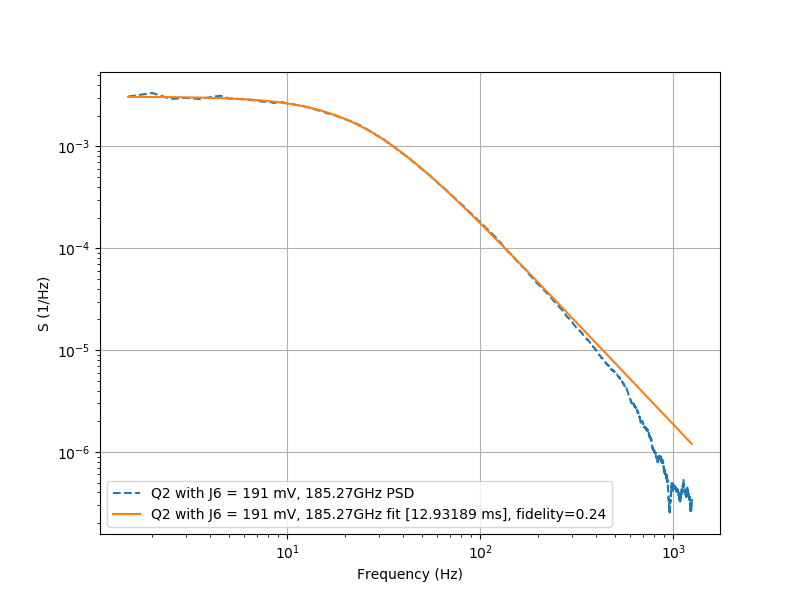 10⁻³
10⁻⁴
10⁻⁵
10⁻⁶
S (1/Hz)
Q2 with J6 = 191 mV, 185.27GHz PSD
Q2 with J6 = 191 mV, 185.27GHz fit [12.93189 ms], fidelity=0.24
10¹ 10² 10³
Frequency (Hz)